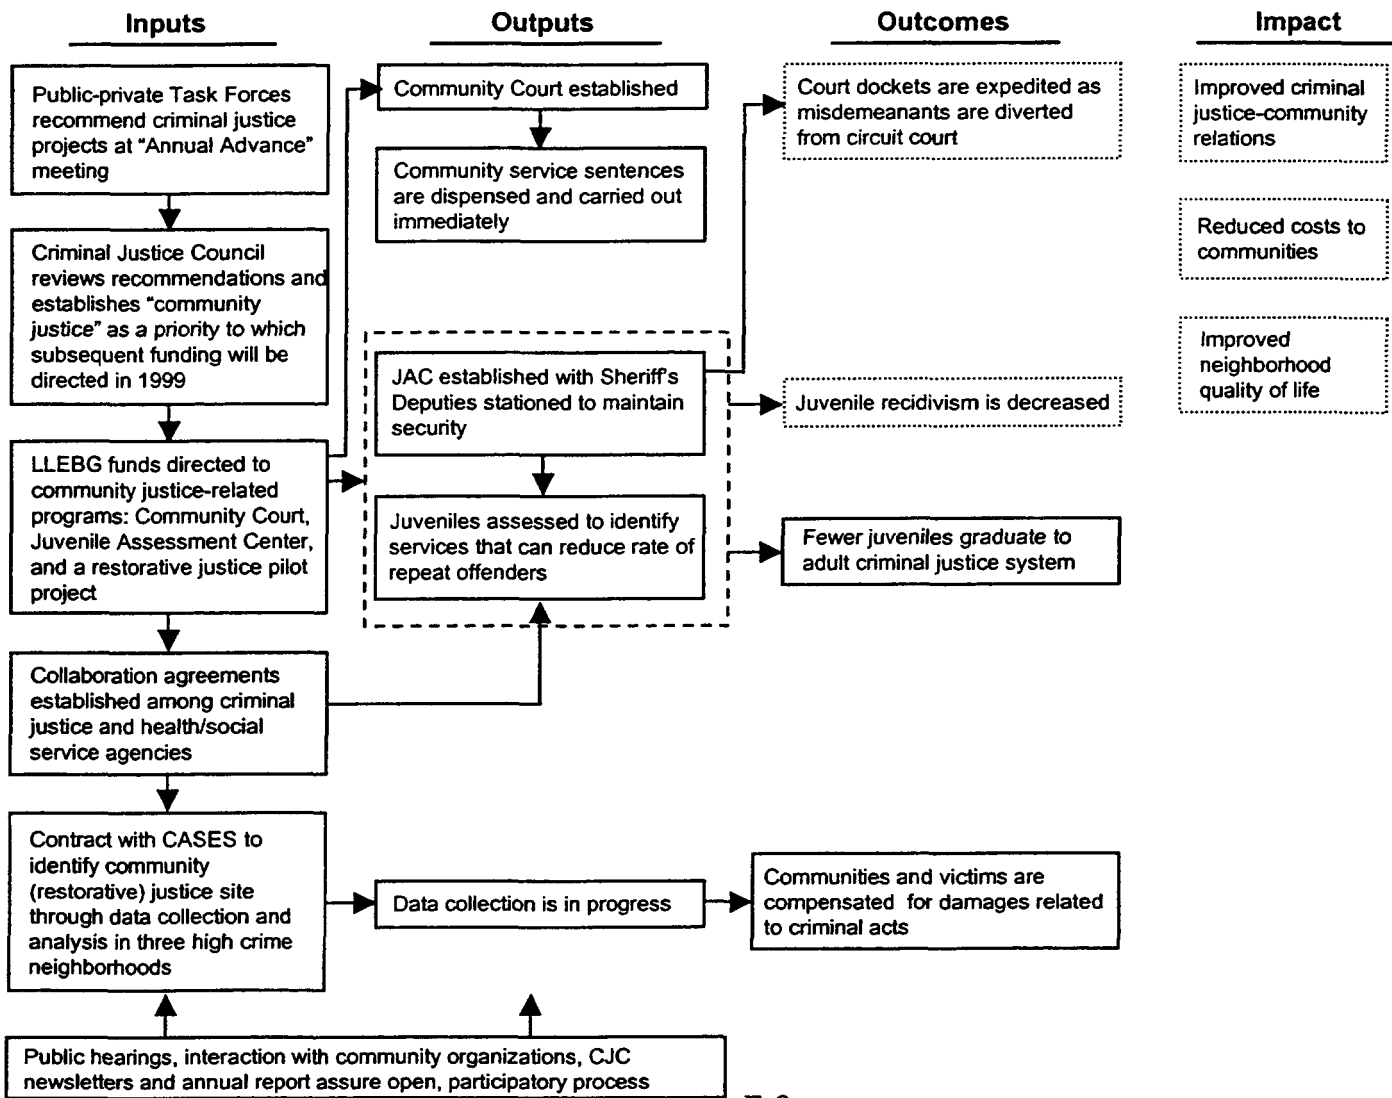 Inputs
Outputs
Outcomes
Impact
Public-private Task Forces
recommend criminal justice
projects at "Annual Advance"
meeting
Criminal Justice Council
reviews recommendations and
establishes "community
justice" as a priority to which
subsequent funding will be
directed in 1999
LLEBG funds directed to
community justice-related
programs: Community Court,
Juvenile Assessment Center,
and a restorative justice pilot
project
Collaboration agreements
established among criminal
justice and health/social
service agencies
Contract with CASES to
identify community
(restorative) justice site
through data collection and
analysis in three high crime
neighborhoods
Public hearings, interaction with community organizations, CJC
newsletters and annual report assure open, participatory process
Community Court established
Community service sentences
are dispensed and carried out
immediately
JAC established with Sheriff's
Deputies stationed to maintain
security
Juveniles assessed to identify
services that can reduce rate of
repeat offenders
Data collection is in progress
Court dockets are expedited as
misdemeanants are diverted
from circuit court
Juvenile recidivism is decreased
Fewer juveniles graduate to
adult criminal justice system
Communities and victims are
compensated for damages related
to criminal acts
Improved criminal
justice-community
relations
Reduced costs to
communities
Improved
neighborhood
quality of life